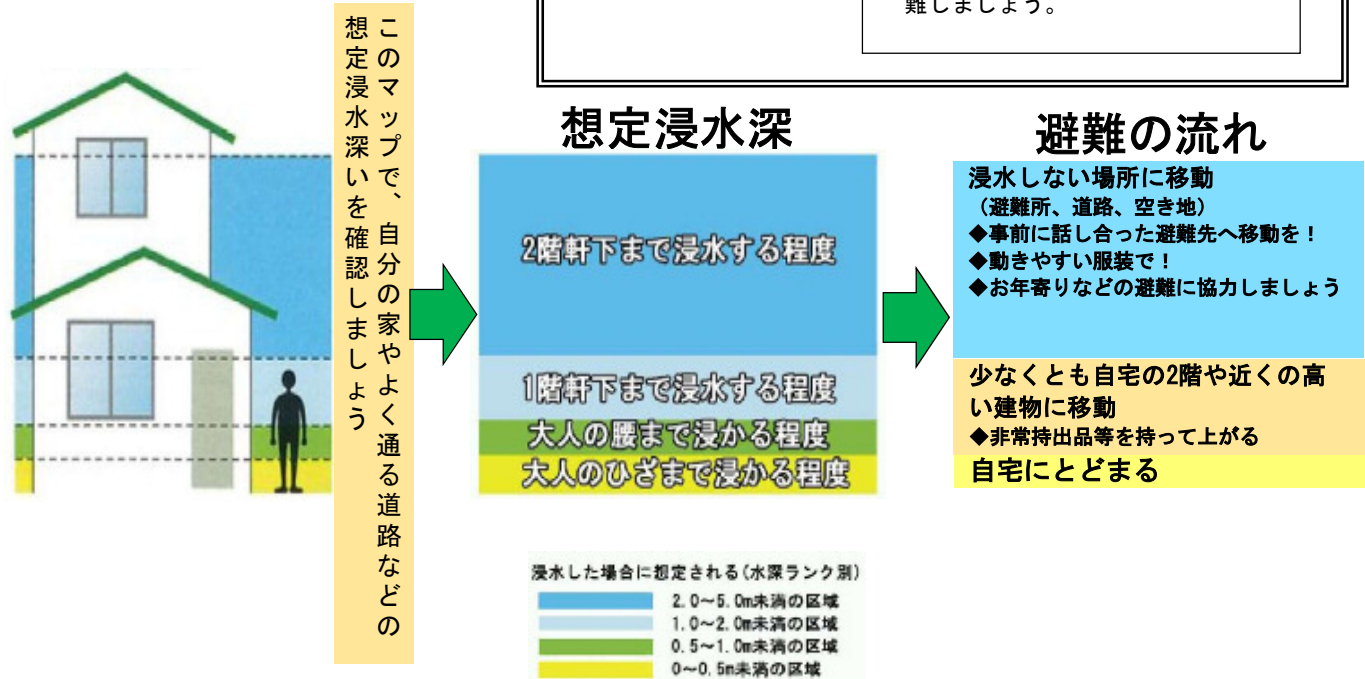 難しましょう。
このマップで、自分の家やよく通る道路などの
想定浸水深いを確認しましょう
想定浸水深
2階軒下まで浸水する程度
1階軒下まで浸水する程度
大人の腰まで浸かる程度
大人のひざまで浸かる程度
避難の流れ
浸水しない場所に移動
（避難所、道路、空き地）
◆事前に話し合った避難先へ移動を！
◆動きやすい服装で！
◆お年寄りなどの避難に協力しましょう
少なくとも自宅の2階や近くの高
い建物に移動
◆非常持出品等を持って上がる
自宅にとどまる
浸水した場合に想定される(水深ランク別)
2.0～5.0m未満の区域
1.0～2.0m未満の区域
0.5～1.0m未満の区域
0～0.5m未満の区域